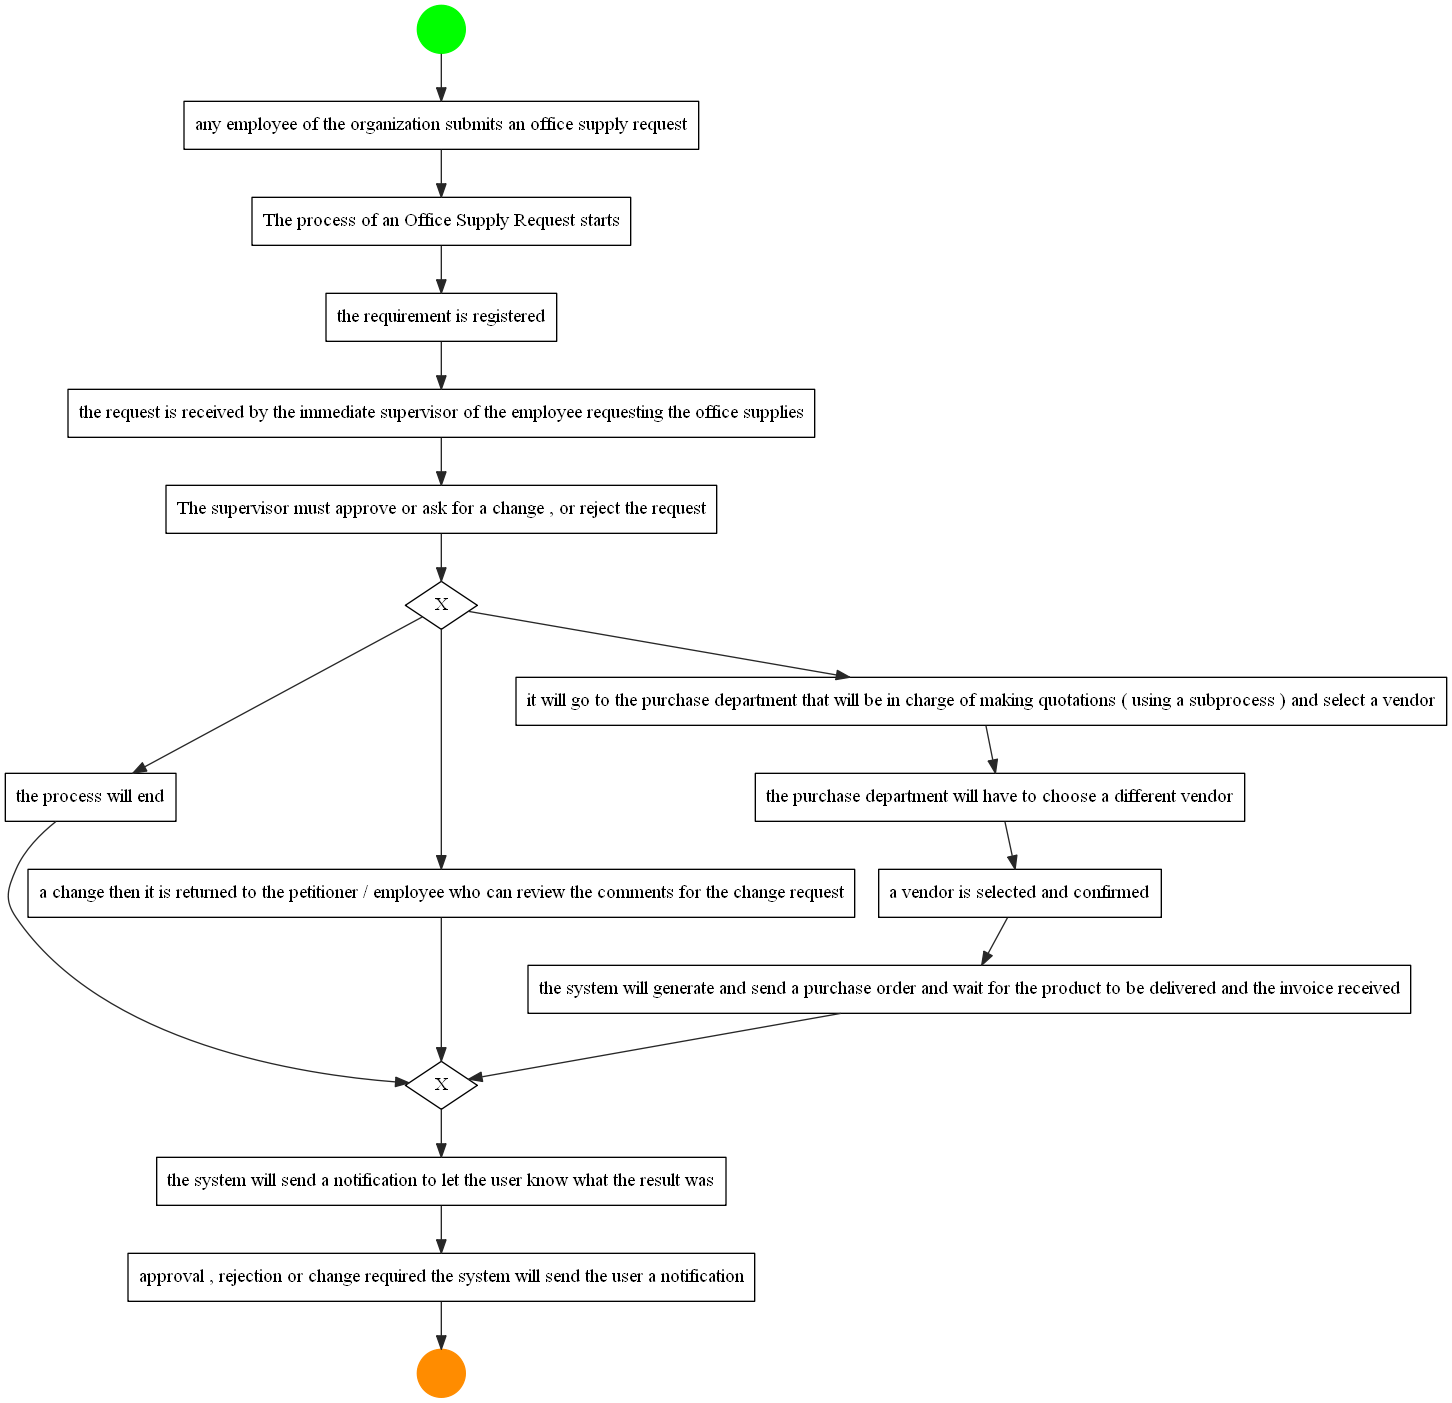 any employee of the organization submits an office supply request
The process of an Office Supply Request starts
the requirement is registered
the request is received by the immediate supervisor of the employee requesting the office supplies
The supervisor must approve or ask for a change , or reject the request
X
it will go to the purchase department that will be in charge of making quotations ( using a subprocess ) and select a vendor
the process will end
the purchase department will have to choose a different vendor
a change then it is returned to the petitioner / employee who can review the comments for the change request
a vendor is selected and confirmed
the system will generate and send a purchase order and wait for the product to be delivered and the invoice received
X
the system will send a notification to let the user know what the result was
approval , rejection or change required the system will send the user a notification